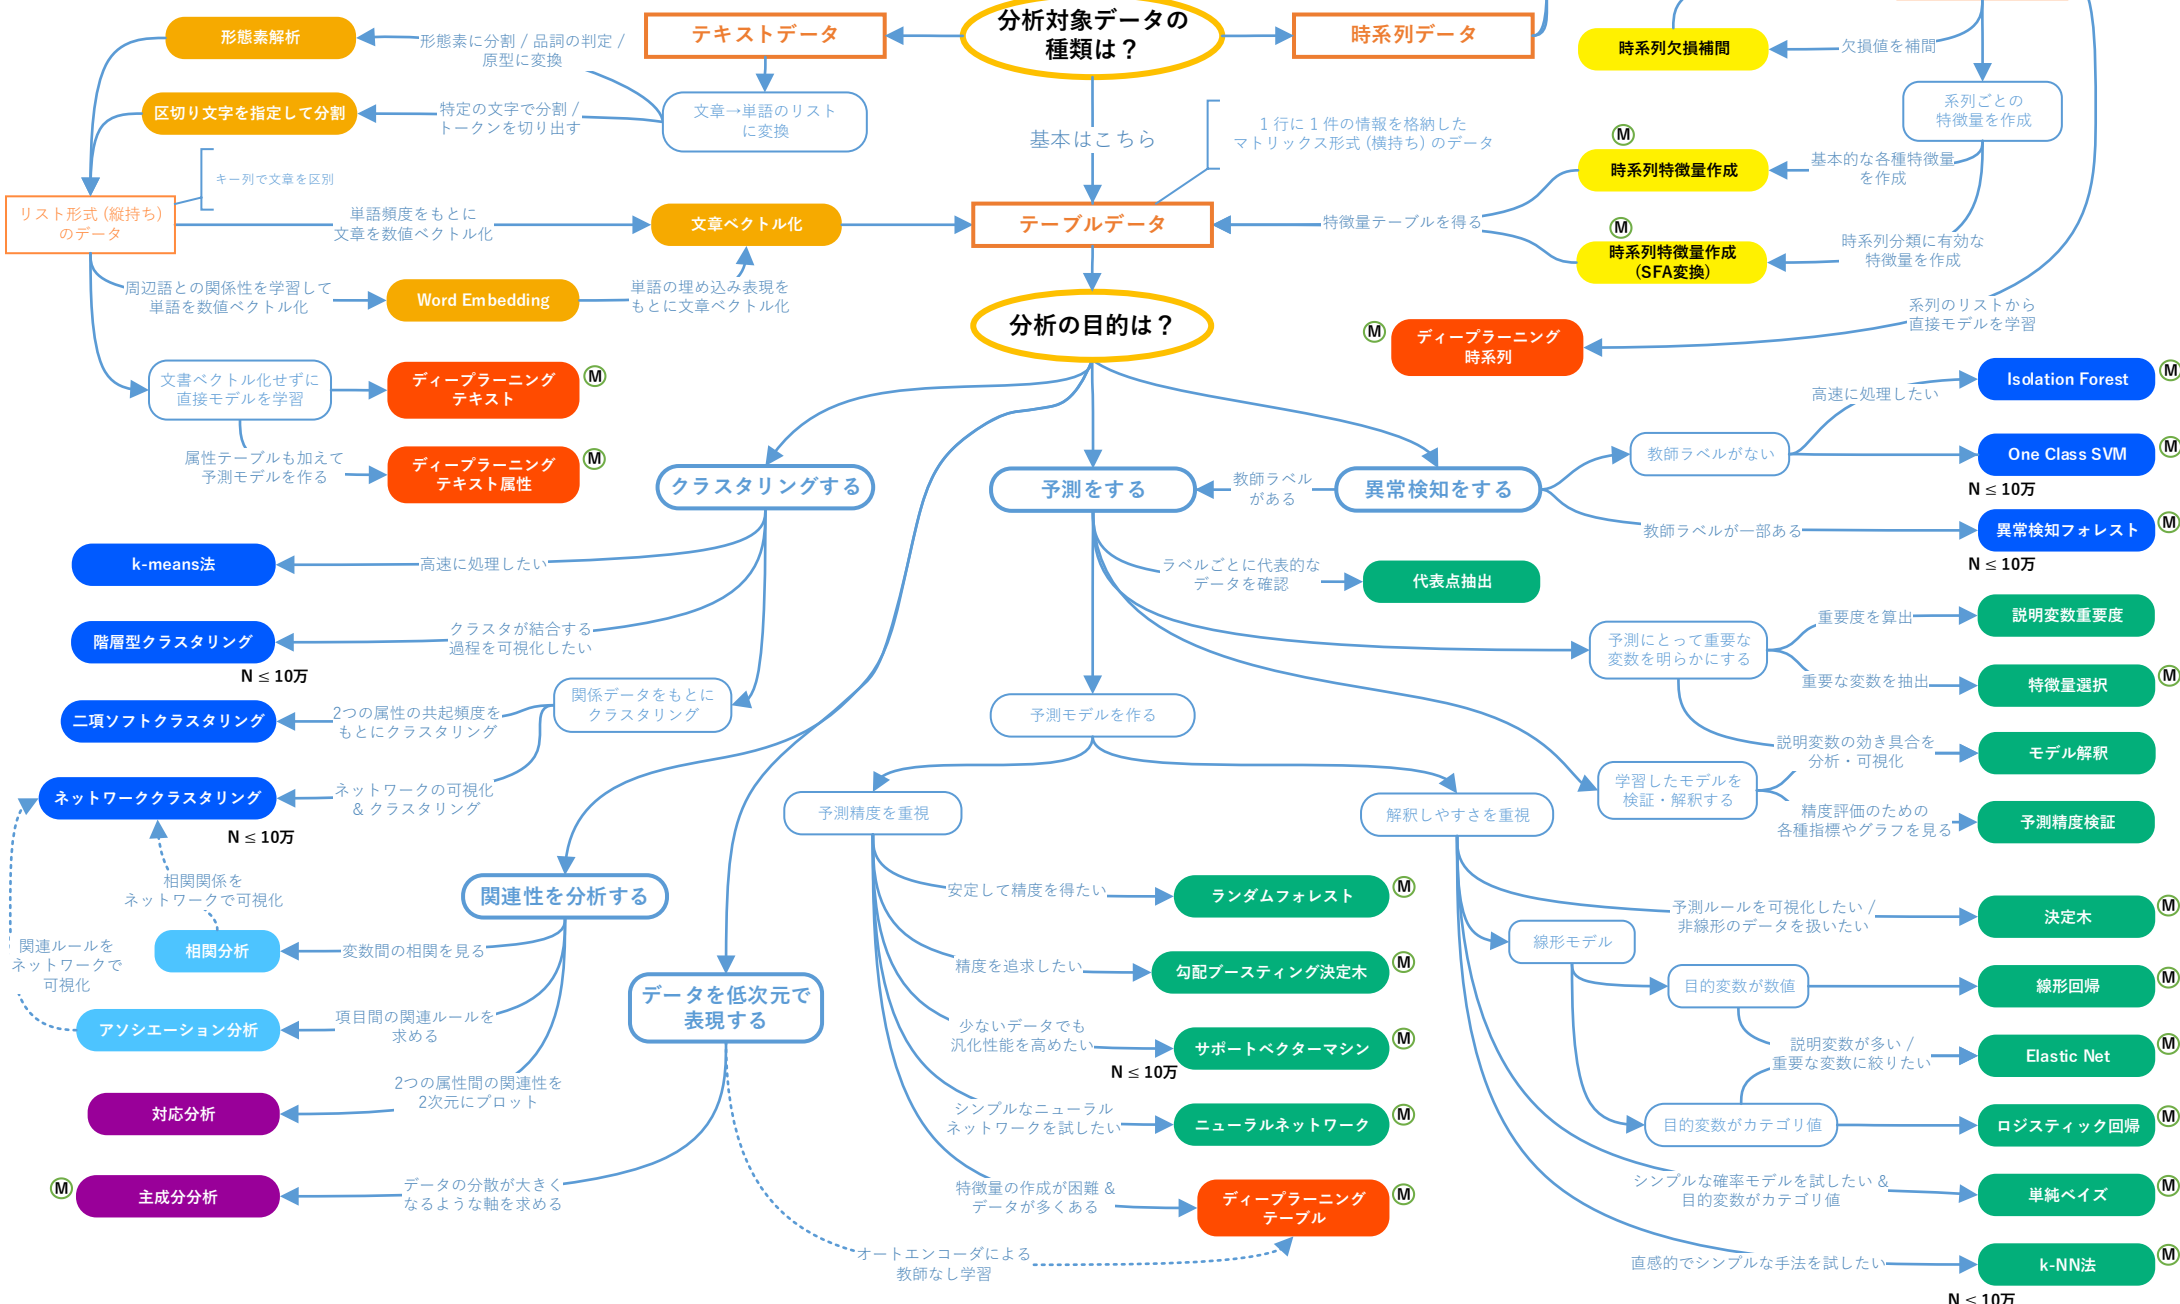 分析対象データの
種類は？
テキストデータ
時系列データ
形態素解析
形態素に分割 / 品詞の判定 /
原型に変換
区切り文字を指定して分割
特定の文字で分割 /
トークンを切り出す
文章→単語のリスト
に変換
基本はこちら
1 行に 1 件の情報を格納した
マトリックス形式 (横持ち) のデータ
時系列欠損補間
欠損値を補間
系列ごとの
特徴量を作成
M
時系列特徴量作成
基本的な各種特徴量
を作成
キー列で文章を区別
リスト形式 (縦持ち)
のデータ
単語頻度をもとに
文章を数値ベクトル化
文章ベクトル化
テーブルデータ
特徴量テーブルを得る
M
時系列特徴量作成
(SFA変換)
時系列分類に有効な
特徴量を作成
周辺語との関係性を学習して
単語を数値ベクトル化
Word Embedding
単語の埋め込み表現を
もとに文章ベクトル化
分析の目的は？
M
ディープラーニング
時系列
系列のリストから
直接モデルを学習
文書ベクトル化せずに
直接モデルを学習
ディープラーニング
テキスト
M
属性テーブルも加えて
予測モデルを作る
ディープラーニング
テキスト属性
M
クラスタリングする
予測をする
教師ラベル
がある
異常検知をする
教師ラベルがない
高速に処理したい
Isolation Forest
M
One Class SVM
M
N ≤ 10万
教師ラベルが一部ある
異常検知フォレスト
M
N ≤ 10万
k-means法
高速に処理したい
ラベルごとに代表的な
データを確認
代表点抽出
階層型クラスタリング
クラスタが結合する
過程を可視化したい
N ≤ 10万
予測にとって重要な
変数を明らかにする
重要度を算出
説明変数重要度
重要な変数を抽出
特徴量選択
M
二項ソフトクラスタリング
2つの属性の共起頻度を
もとにクラスタリング
関係データをもとに
クラスタリング
予測モデルを作る
説明変数の効き具合を
分析・可視化
モデル解釈
ネットワーククラスタリング
ネットワークの可視化
& クラスタリング
N ≤ 10万
予測精度を重視
解釈しやすさを重視
学習したモデルを
検証・解釈する
精度評価のための
各種指標やグラフを見る
予測精度検証
相関関係を
ネットワークで可視化
関連性を分析する
安定して精度を得たい
ランダムフォレスト
M
予測ルールを可視化したい /
非線形のデータを扱いたい
決定木
M
関連ルールを
ネットワークで
可視化
相関分析
変数間の相関を見る
線形モデル
データを低次元で
表現する
精度を追求したい
勾配ブースティング決定木
M
目的変数が数値
線形回帰
M
アソシエーション分析
項目間の関連ルールを
求める
少ないデータでも
汎化性能を高めたい
サポートベクターマシン
M
N ≤ 10万
説明変数が多い /
重要な変数に絞りたい
Elastic Net
M
対応分析
2つの属性間の関連性を
2次元にプロット
シンプルなニューラル
ネットワークを試したい
ニューラルネットワーク
M
目的変数がカテゴリ値
ロジスティック回帰
M
M
主成分分析
データの分散が大きく
なるような軸を求める
特徴量の作成が困難 &
データが多くある
ディープラーニング
テーブル
M
シンプルな確率モデルを試したい &
目的変数がカテゴリ値
単純ベイズ
M
オートエンコーダによる
教師なし学習
直感的でシンプルな手法を試したい
k-NN法
M
N ≤ 10万